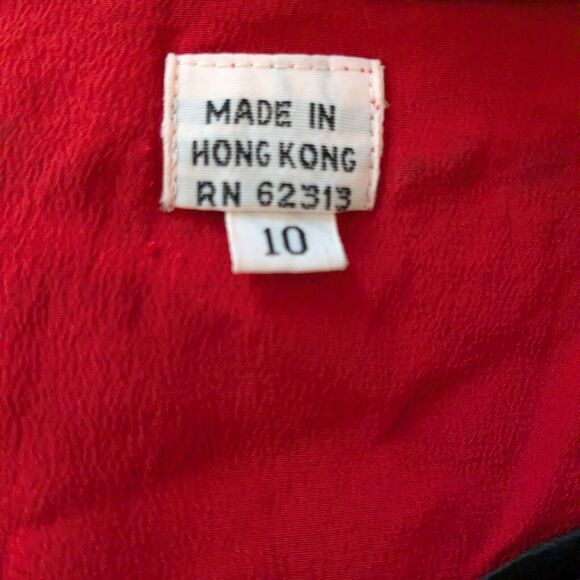 MADE IN
HONG KONG
RN 62313
10